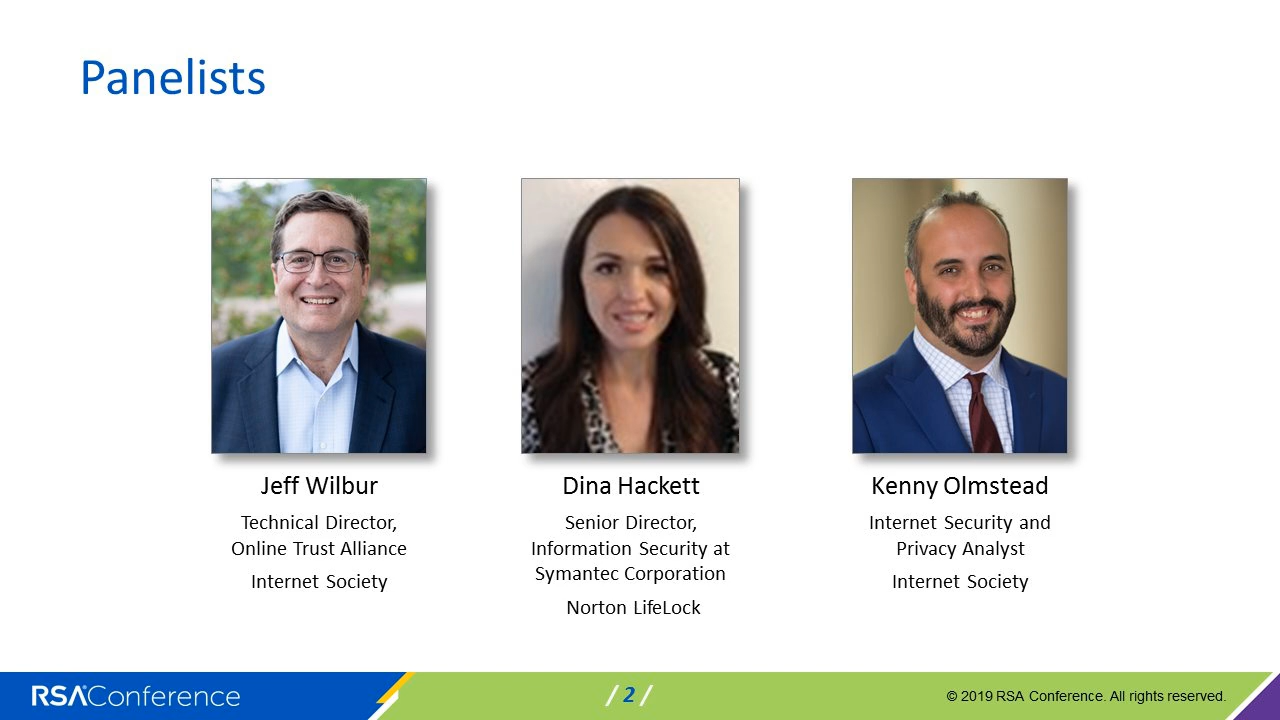 Panelists
Jeff Wilbur
Technical Director,
Online Trust Alliance
Internet Society
Dina Hackett
Senior Director,
Information Security at
Symantec Corporation
Norton LifeLock
Kenny Olmstead
Internet Security and
Privacy Analyst
Internet Society
RSAConference
/ 2 /
© 2019 RSA Conference. All rights reserved.